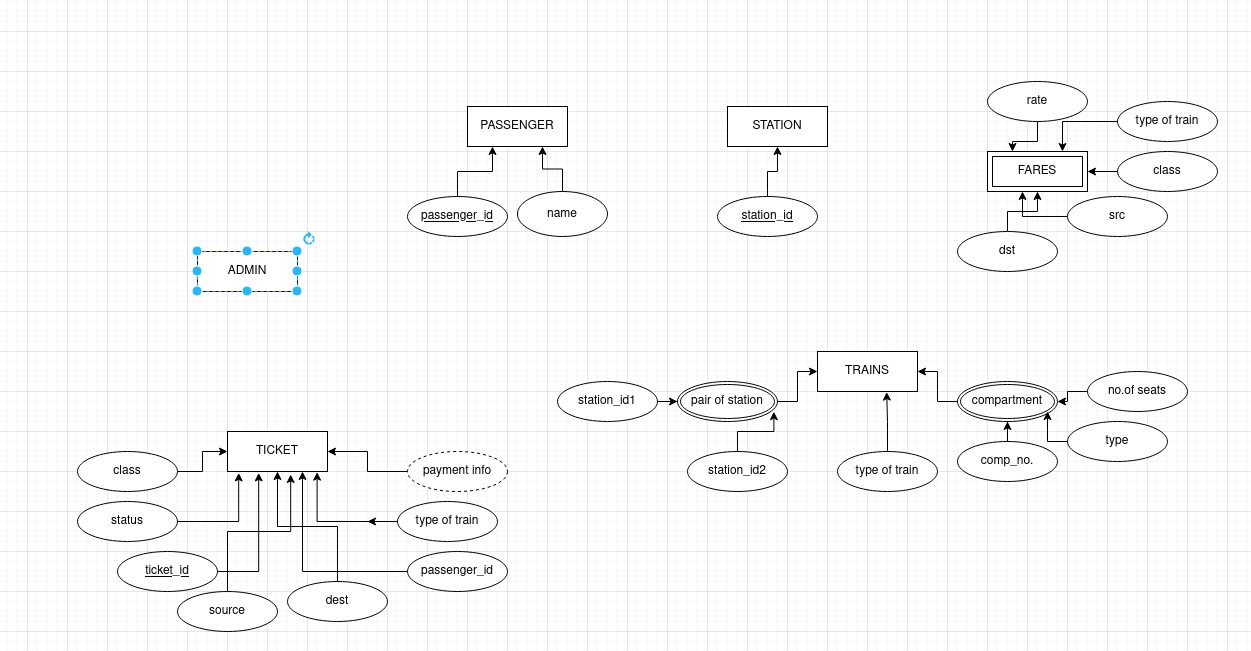 rate
PASSENGER
STATION
type of train
FARES
class
passenger_id
name
station_id
src
dst
ADMIN
TRAINS
station_id1
pair of station
compartment
no.of seats
type
comp_no.
station_id2
type of train
TICKET
class
payment info
status
type of train
ticket_id
passenger_id
source
dest